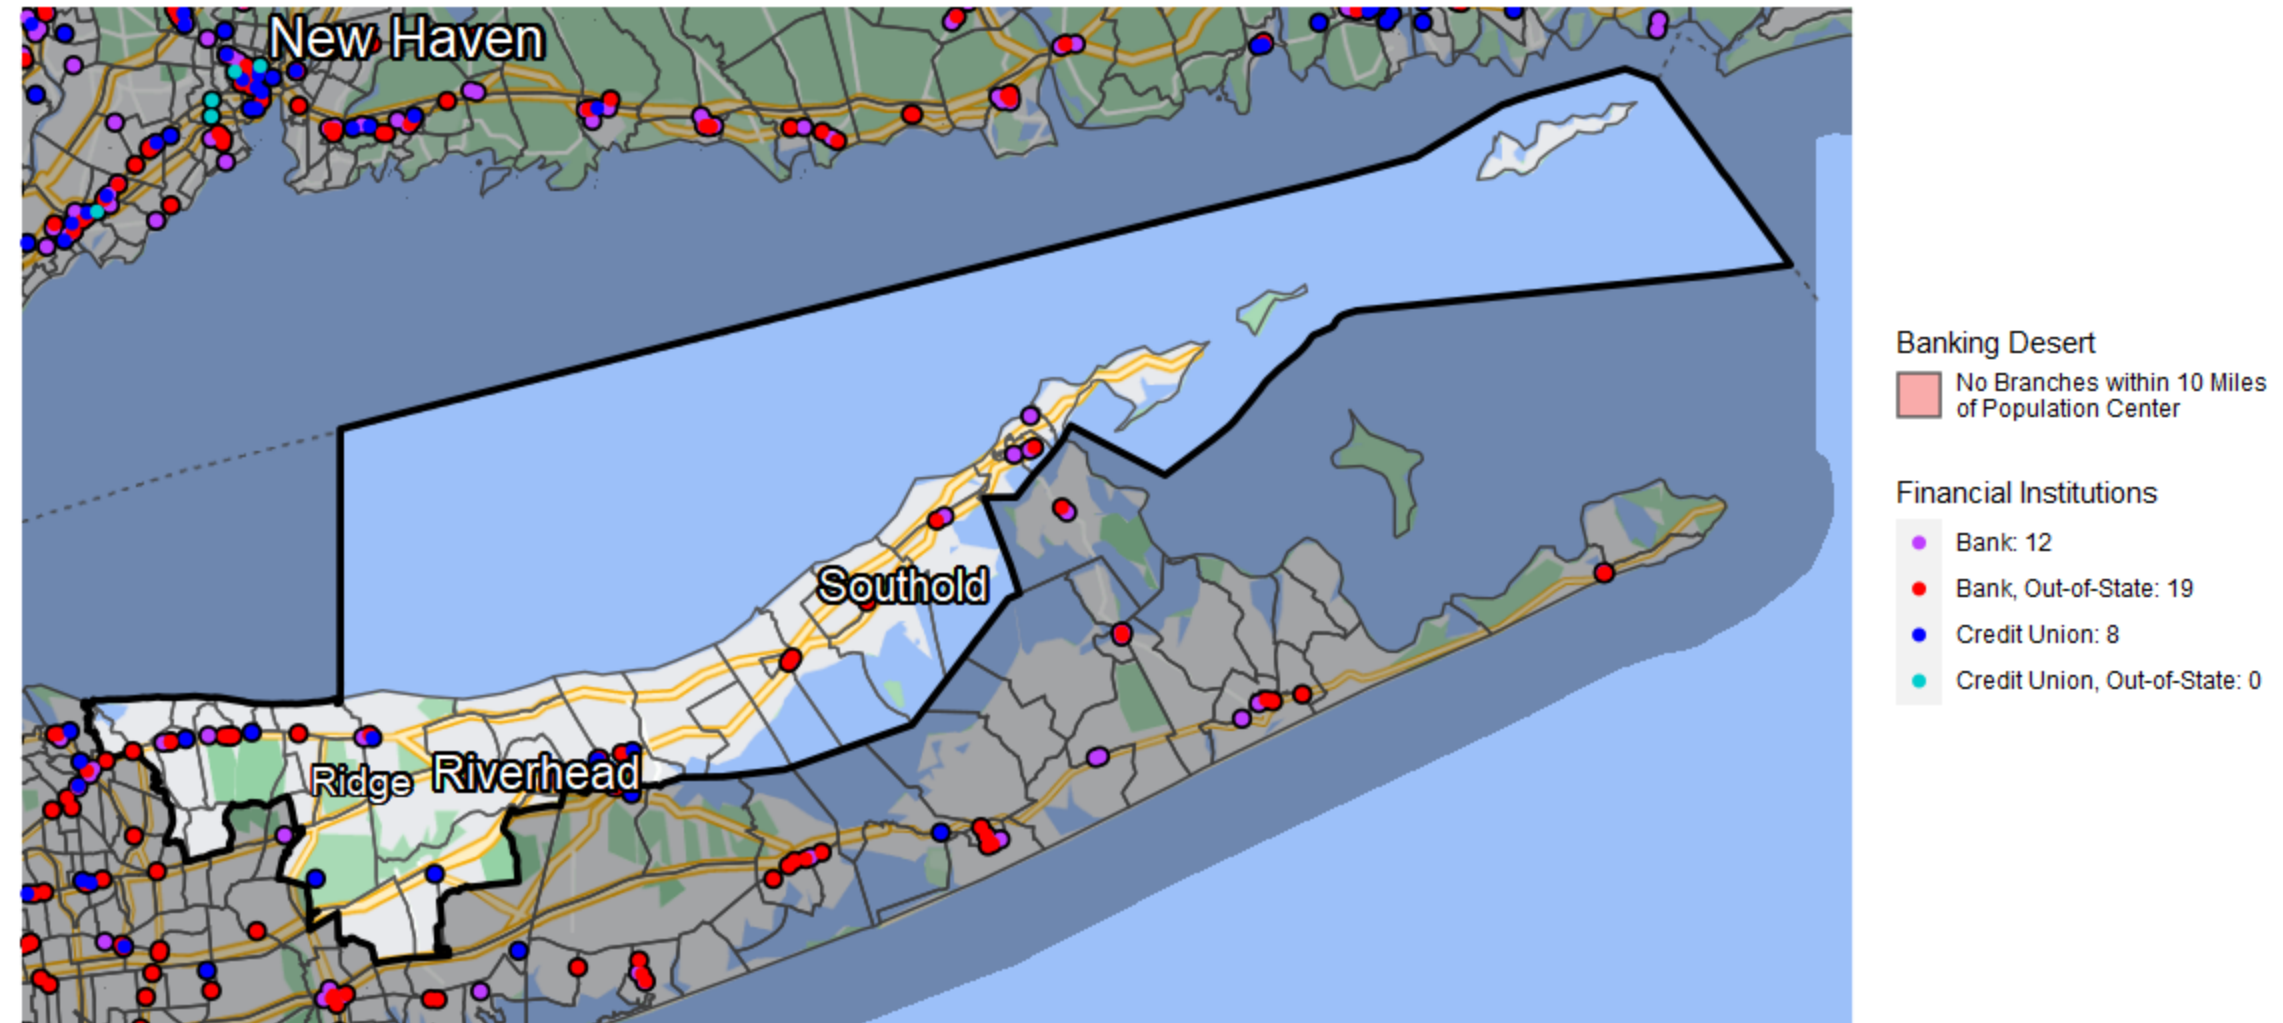 New Haven
Southold
Ridge
Riverhead
Banking Desert
No Branches within 10 Miles
of Population Center
Financial Institutions
Bank: 12
Bank, Out-of-State: 19
Credit Union: 8
Credit Union, Out-of-State: 0